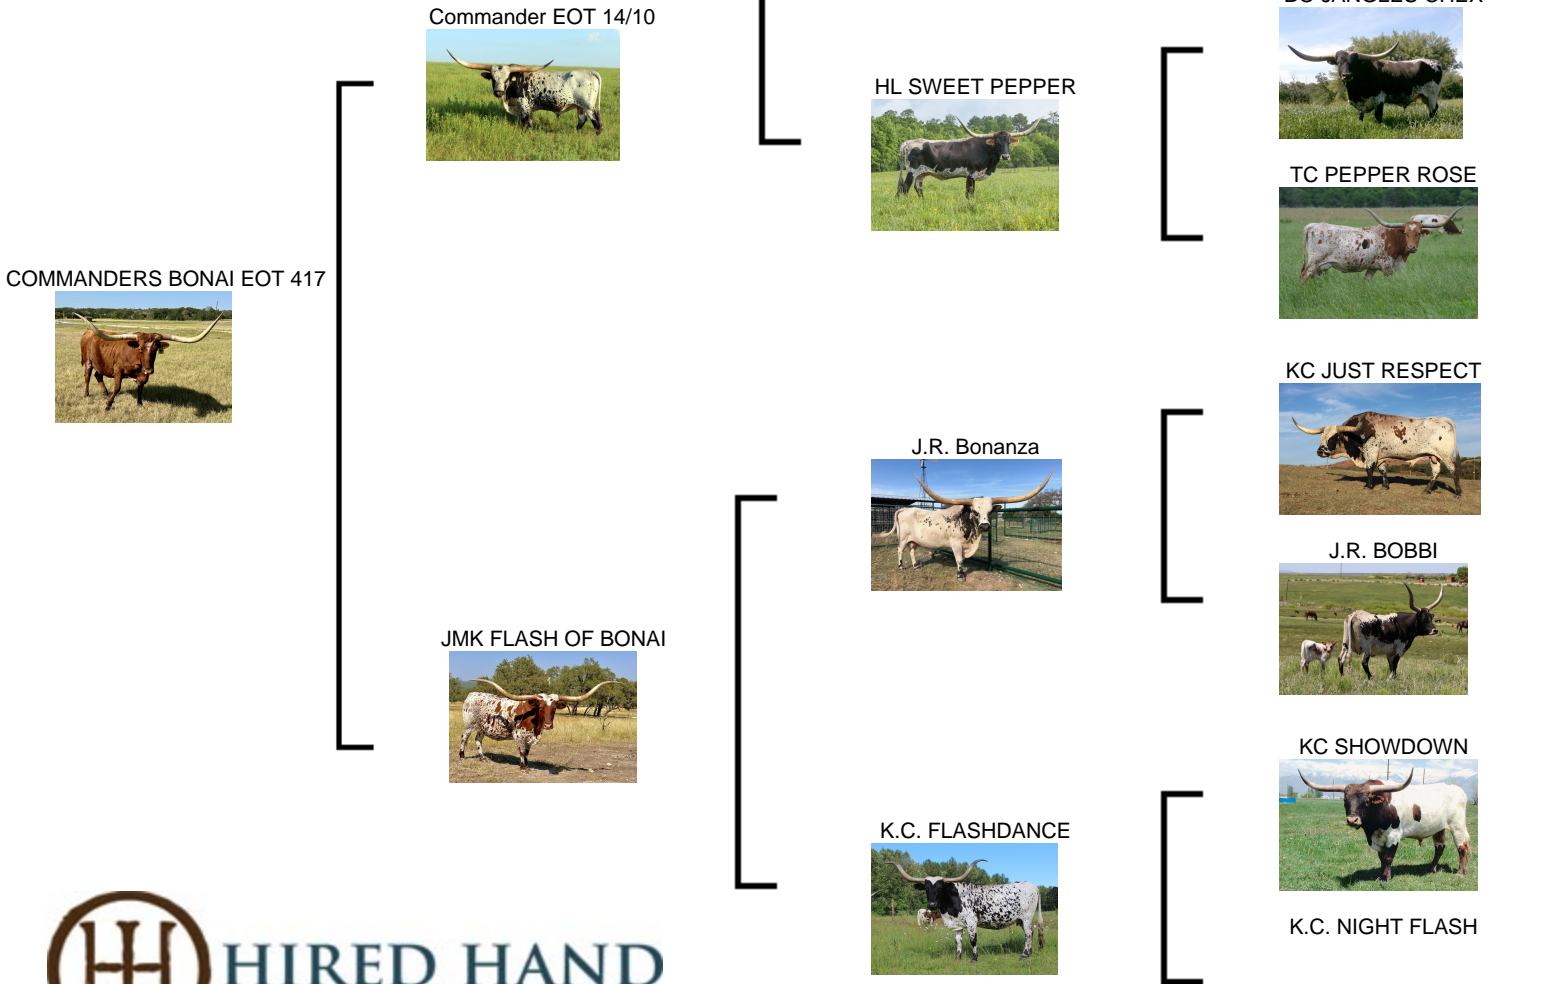 Commander EOT 14/10
HL SWEET PEPPER
TC PEPPER ROSE
COMMANDERS BONAI EOT 417
KC JUST RESPECT
J.R. Bonanza
J.R. BOBBI
JMK FLASH OF BONAI
KC SHOWDOWN
K.C. FLASHDANCE
K.C. NIGHT FLASH
HIRED HAND